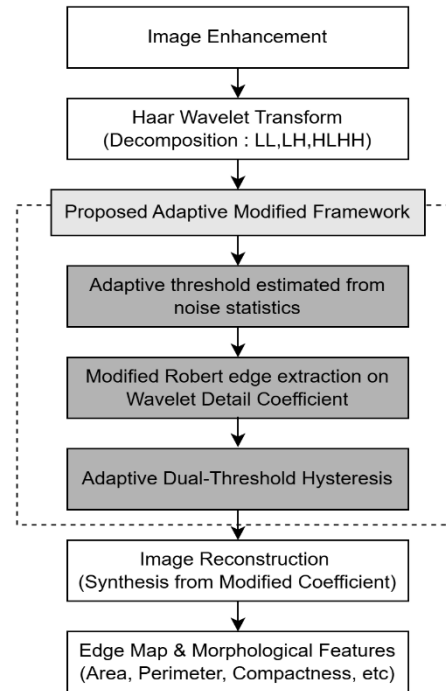 Image Enhancement
Haar Wavelet Transform
(Decomposition : LL,LH,HLHH)
Proposed Adaptive Modified Framework
Adaptive threshold estimated from
noise statistics
Modified Robert edge extraction on
Wavelet Detail Coefficient
Adaptive Dual-Threshold Hysteresis
Image Reconstruction
(Synthesis from Modified Coefficient)
Edge Map & Morphological Features
(Area, Perimeter, Compactness, etc)